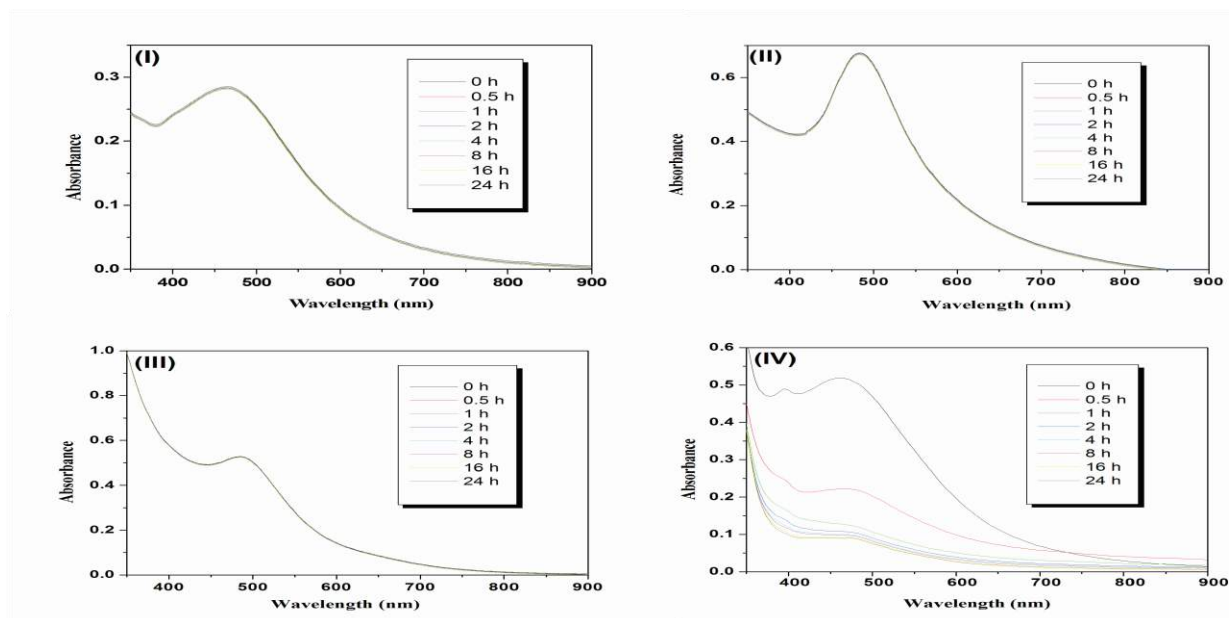 (I)
0 h
0.5 h
1 h
2 h
4 h
8 h
16 h
24 h
0.3
0.2
0.1
0.0
Absorbance
400 500 600 700 800 900
Wavelength (nm)
(II)
0 h
0.5 h
1 h
2 h
4 h
8 h
16 h
24 h
0.6
0.4
0.2
0.0
Absorbance
400 500 600 700 800 900
Wavelength (nm)
(III)
0 h
0.5 h
1 h
2 h
4 h
8 h
16 h
24 h
1.0
0.8
0.6
0.4
0.2
0.0
Absorbance
400 500 600 700 800 900
Wavelength (nm)
(IV)
0 h
0.5 h
1 h
2 h
4 h
8 h
16 h
24 h
0.6
0.5
0.4
0.3
0.2
0.1
0.0
Absorbance
400 500 600 700 800 900
Wavelength (nm)